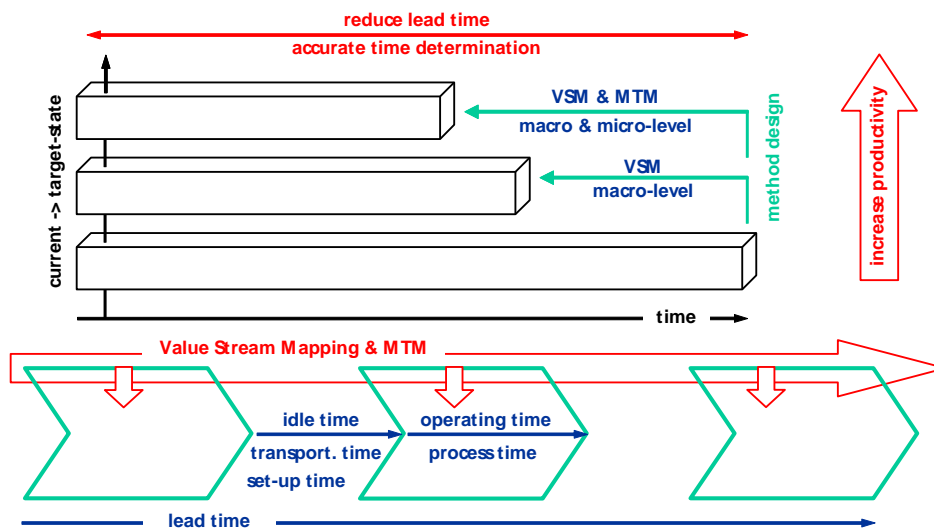 reduce lead time
accurate time determination
current -> target-state
VSM & MTM
macro & micro-level
VSM
macro-level
method design
increase productivity
time
Value Stream Mapping & MTM
idle time
transport. time
set-up time
operating time
process time
lead time